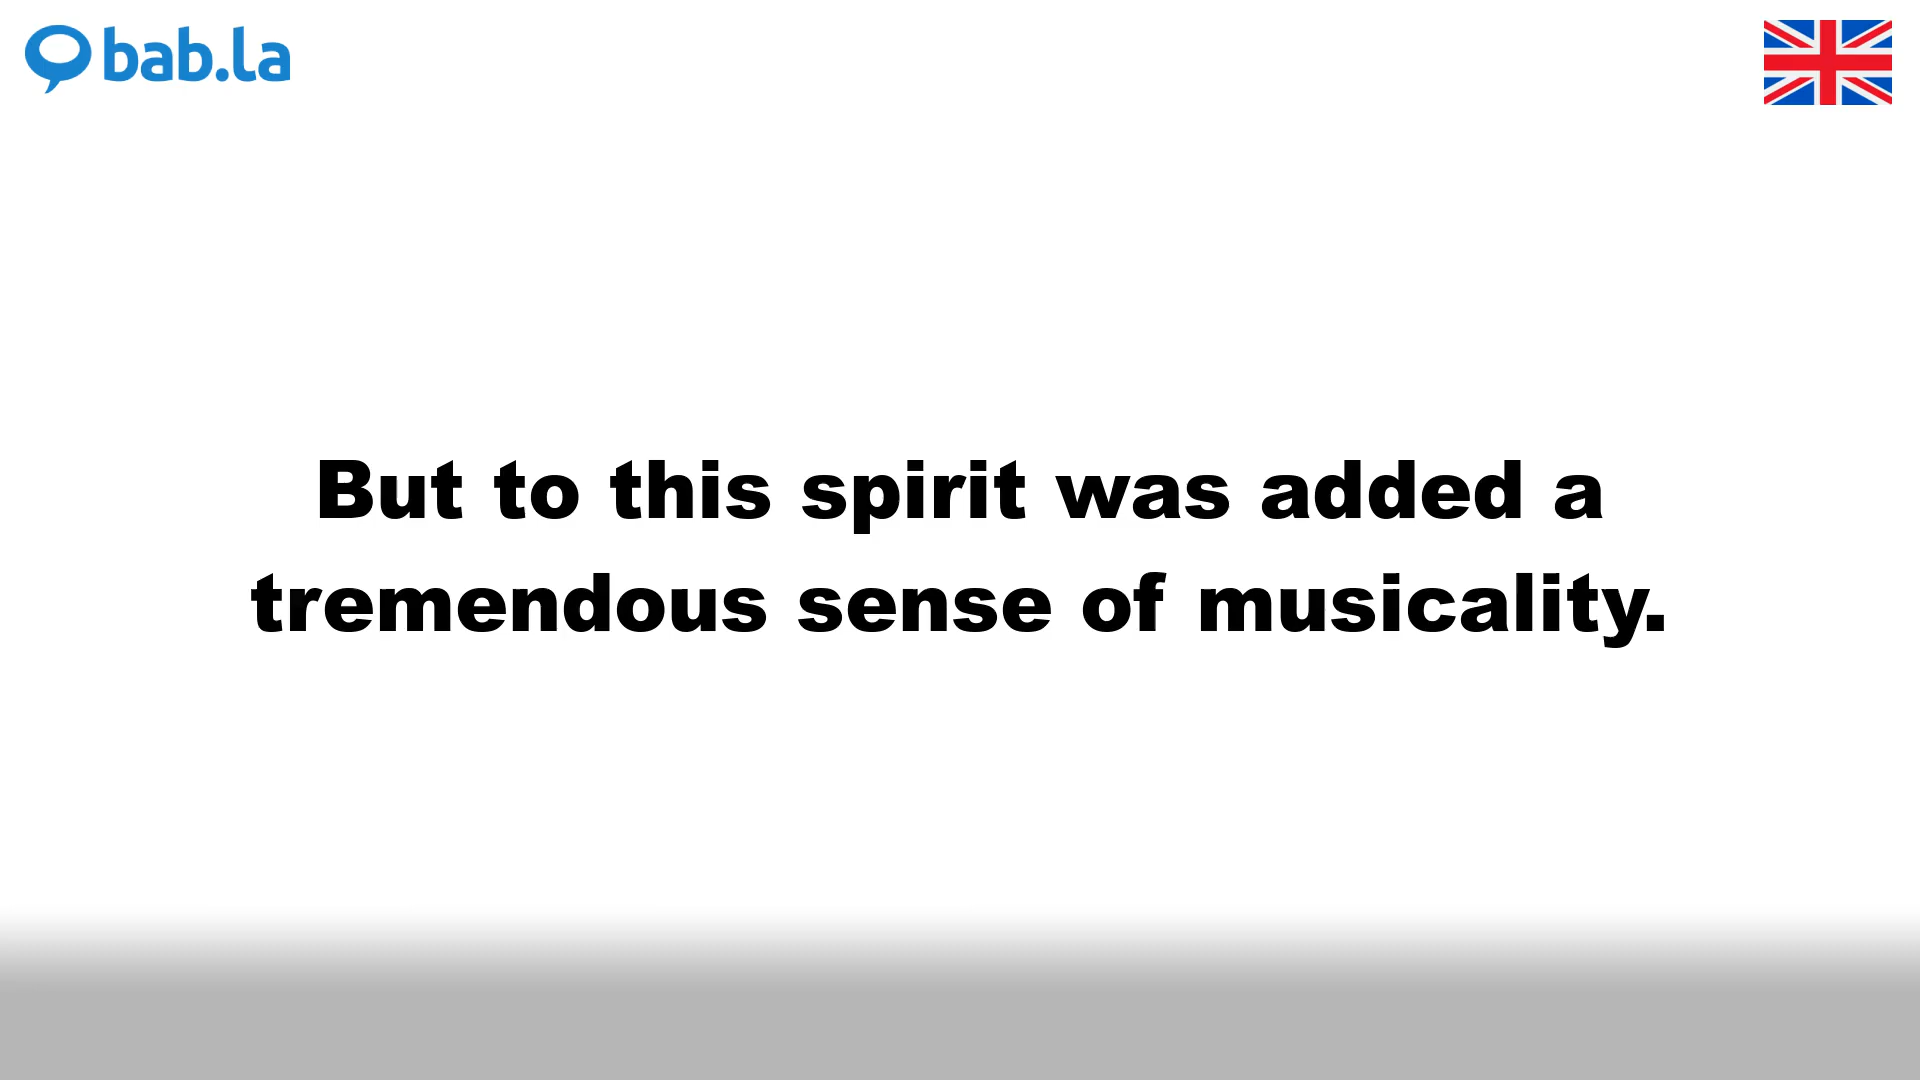 bab.la
But to this spirit was added a
tremendous sense of musicality.